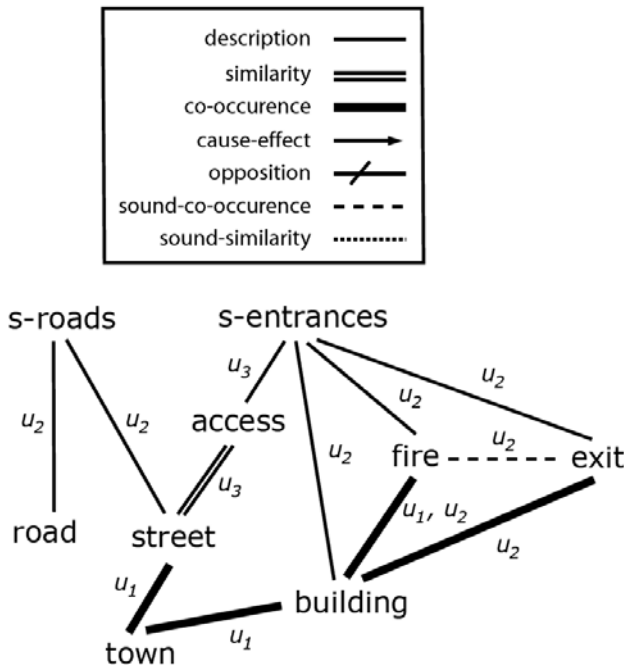 description
similarity
co-occurence
cause-effect
opposition
sound-co-occurence
sound-similarity
s-roads s-entrances
u3 u2
access u2
u2 u2 u2 fire u2 exit
u3
road street u1, u2 u2
u1 building
u1
town